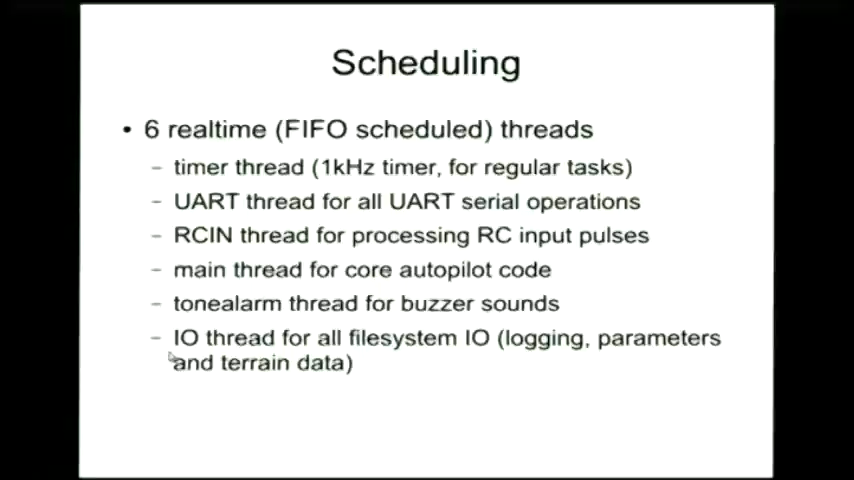 Scheduling
• 6 realtime (FIFO scheduled) threads
– timer thread (1kHz timer, for regular tasks)
– UART thread for all UART serial operations
– RCIN thread for processing RC input pulses
– main thread for core autopilot code
– tonealarm thread for buzzer sounds
– IO thread for all filesystem IO (logging, parameters
and terrain data)